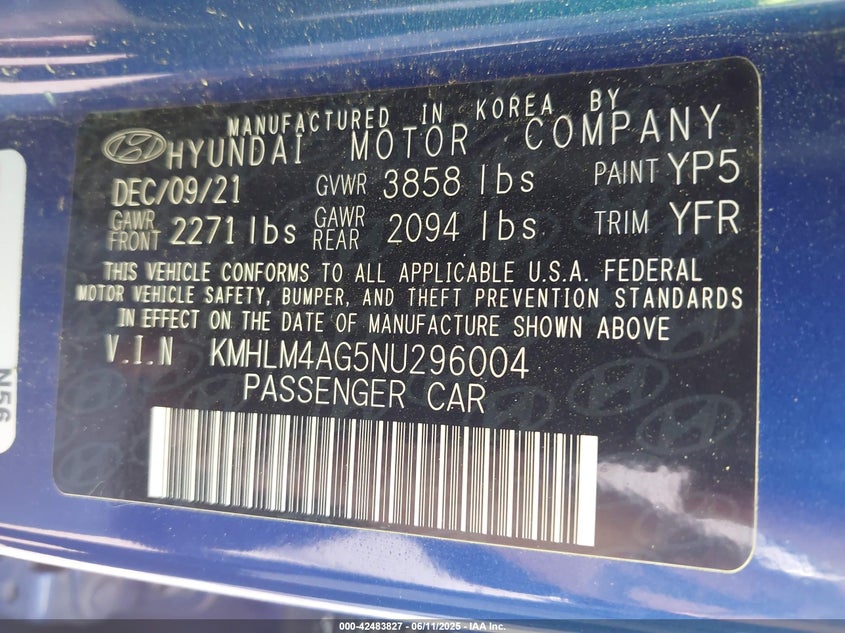 MANUFACTURED IN KOREA BY
HYUNDAI MOTOR COMPANY
DEC/09/21 GVWR 3858 lbs PAINT YP5
GAWR FRONT 2271 lbs GAWR REAR 2094 lbs TRIM YFR
THIS VEHICLE CONFORMS TO ALL APPLICABLE U.S.A. FEDERAL
MOTOR VEHICLE SAFETY, BUMPER, AND THEFT PREVENTION STANDARDS
IN EFFECT ON THE DATE OF MANUFACTURE SHOWN ABOVE
V.I.N KMHLM4AG5NU296004
PASSENGER CAR
N56
000-42483827 - 06/11/2025 - IAA Inc.